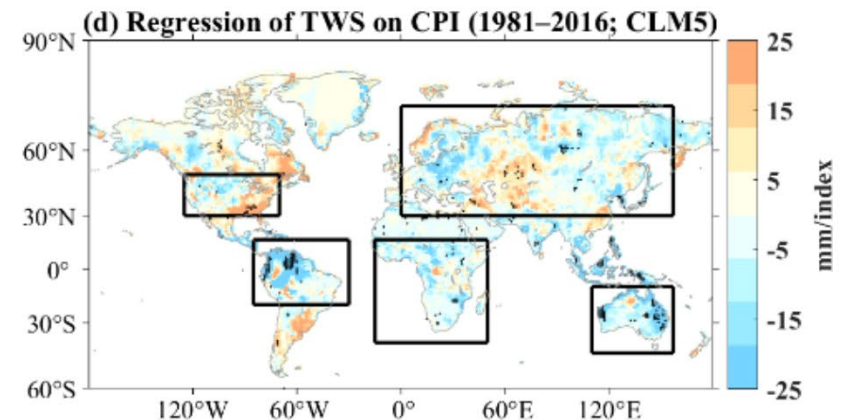 (d) Regression of TWS on CPI (1981–2016; CLM5)
90°N
60°N
30°N
0°
30°S
60°S
120°W 60°W 0° 60°E 120°E
25
15
5
-5
-15
-25
mm/index